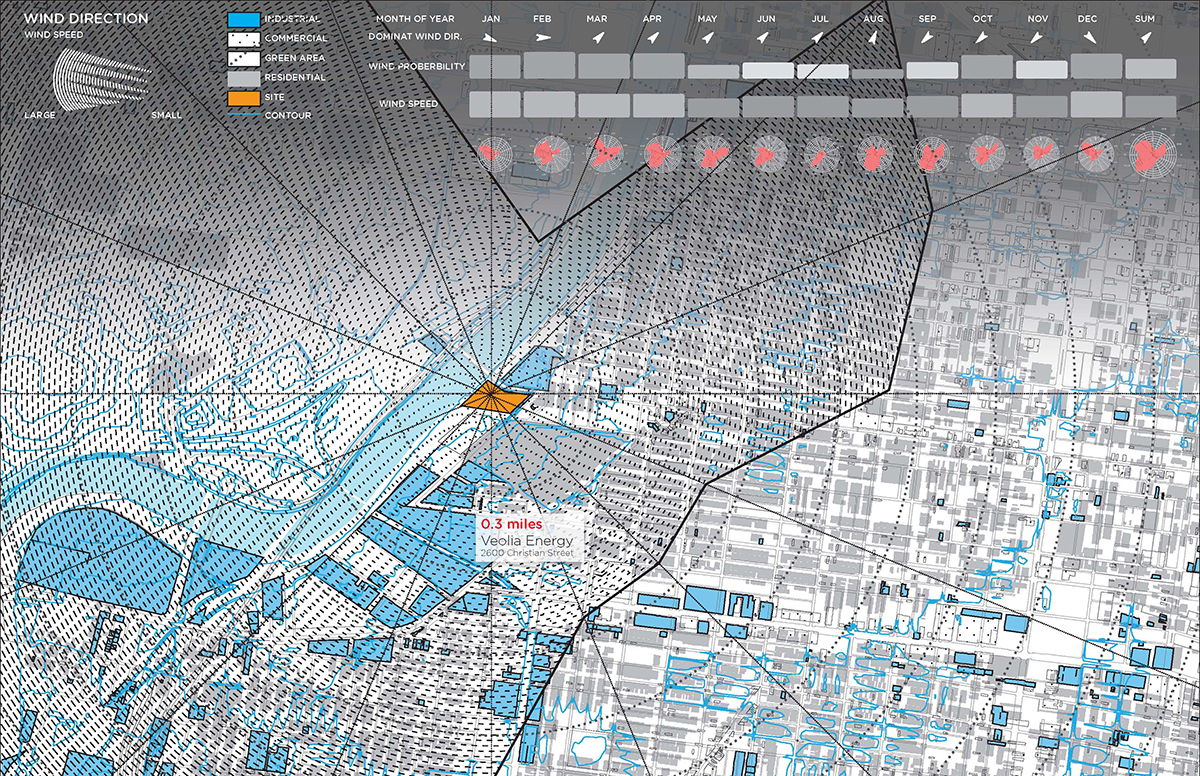 WIND DIRECTION
WIND SPEED
LARGE SMALL
INDUSTRIAL
COMMERCIAL
GREEN AREA
RESIDENTIAL
SITE
CONTOUR
MONTH OF YEAR JAN FEB MAR APR MAY JUN JUL AUG SEP OCT NOV DEC SUM
DOMINAT WIND DIR.
WIND PROBERBILITY
WIND SPEED
0.3 miles
Veolia Energy
2600 Christian Street